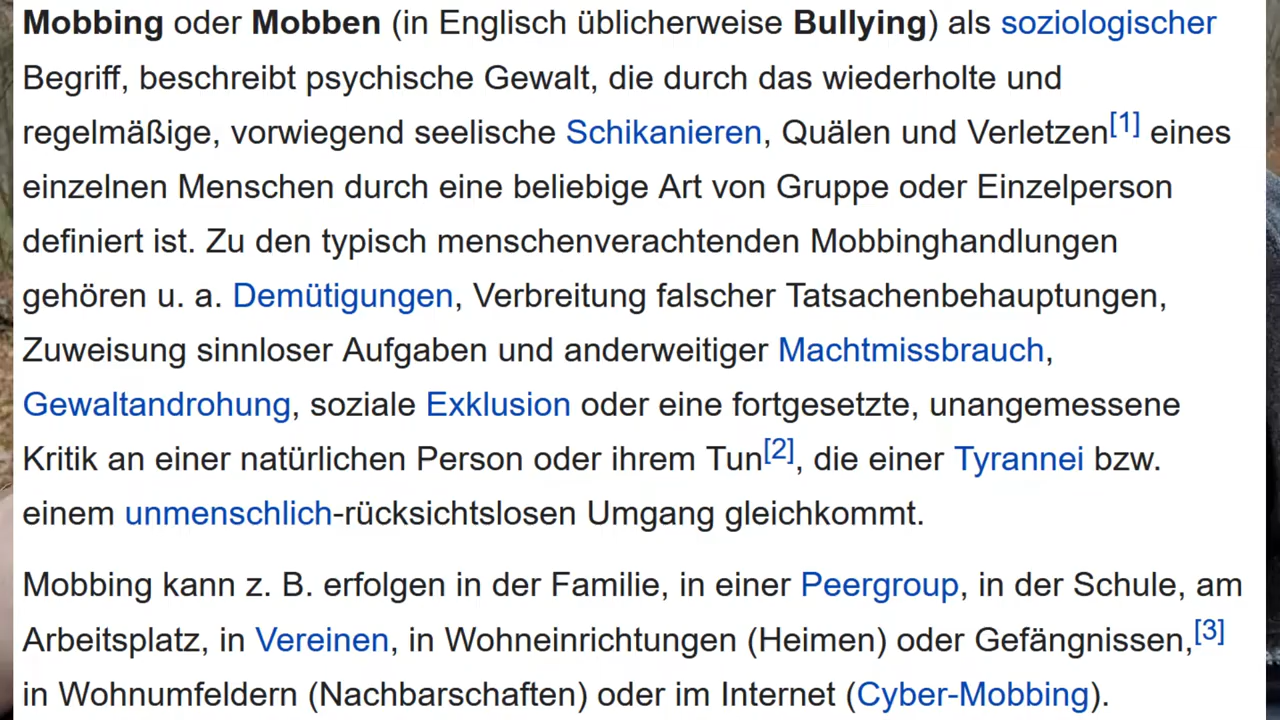 Mobbing oder Mobben (in Englisch üblicherweise Bullying) als soziologischer
Begriff, beschreibt psychische Gewalt, die durch das wiederholte und
regelmäßige, vorwiegend seelische Schikanieren, Quälen und Verletzen[1] eines
einzelnen Menschen durch eine beliebige Art von Gruppe oder Einzelperson
definiert ist. Zu den typisch menschenverachtenden Mobbinghandlungen
gehören u. a. Demütigungen, Verbreitung falscher Tatsachenbehauptungen,
Zuweisung sinnloser Aufgaben und anderweitiger Machtmissbrauch,
Gewaltandrohung, soziale Exklusion oder eine fortgesetzte, unangemessene
Kritik an einer natürlichen Person oder ihrem Tun[2], die einer Tyrannei bzw.
einem unmenschlich-rücksichtslosen Umgang gleichkommt.
Mobbing kann z. B. erfolgen in der Familie, in einer Peergroup, in der Schule, am
Arbeitsplatz, in Vereinen, in Wohneinrichtungen (Heimen) oder Gefängnissen,[3]
in Wohnumfeldern (Nachbarschaften) oder im Internet (Cyber-Mobbing).